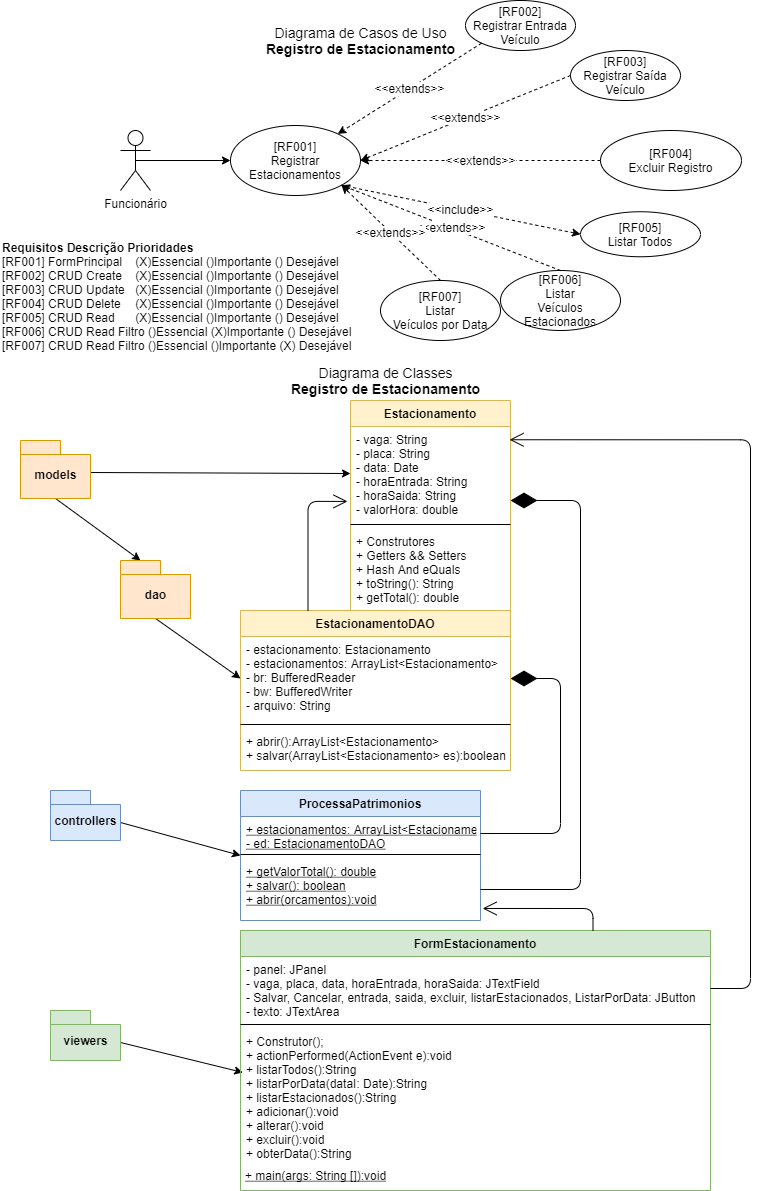 Diagrama de Casos de Uso
Registro de Estacionamento
[RF002]
Registrar Entrada
Veículo
[RF003]
Registrar Saída
Veículo
<<extends>>
<<extends>>
[RF001]
Registrar
Estacionamentos
<<extends>>
[RF004]
Excluir Registro
Funcionário
<<include>>
<<extends>>
<<extends>>
[RF005]
Listar Todos
[RF006]
Listar
Veículos
Estacionados
[RF007]
Listar
Veículos por Data
Requisitos Descrição Prioridades
[RF001] FormPrincipal (X)Essencial ()Importante () Desejável
[RF002] CRUD Create (X)Essencial ()Importante () Desejável
[RF003] CRUD Update (X)Essencial ()Importante () Desejável
[RF004] CRUD Delete (X)Essencial ()Importante () Desejável
[RF005] CRUD Read (X)Essencial ()Importante () Desejável
[RF006] CRUD Read Filtro ()Essencial (X)Importante () Desejável
[RF007] CRUD Read Filtro ()Essencial ()Importante (X) Desejável
Diagrama de Classes
Registro de Estacionamento
models
dao
Estacionamento
- vaga: String
- placa: String
- data: Date
- horaEntrada: String
- horaSaida: String
- valorHora: double
+ Construtores
+ Getters && Setters
+ Hash And eQuals
+ toString(): String
+ getTotal(): double
EstacionamentoDAO
- estacionamento: Estacionamento
- estacionamentos: ArrayList<Estacionamento>
- br: BufferedReader
- bw: BufferedWriter
- arquivo: String
+ abrir():ArrayList<Estacionamento>
+ salvar(ArrayList<Estacionamento> es):boolean
controllers
ProcessaPatrimonios
+ estacionamentos: ArrayList<Estacioname
- ed: EstacionamentoDAO
+ getValorTotal(): double
+ salvar(): boolean
+ abrir(orcamentos):void
viewers
FormEstacionamento
- panel: JPanel
- vaga, placa, data, horaEntrada, horaSaida: JTextField
- Salvar, Cancelar, entrada, saida, excluir, listarEstacionados, ListarPorData: JButton
- texto: JTextArea
+ Construtor();
+ actionPerformed(ActionEvent e):void
+ listarTodos():String
+ listarPorData(datal: Date):String
+ listarEstacionados():String
+ adicionar():void
+ alterar():void
+ excluir():void
+ obterData():String
+ main(args: String []):void